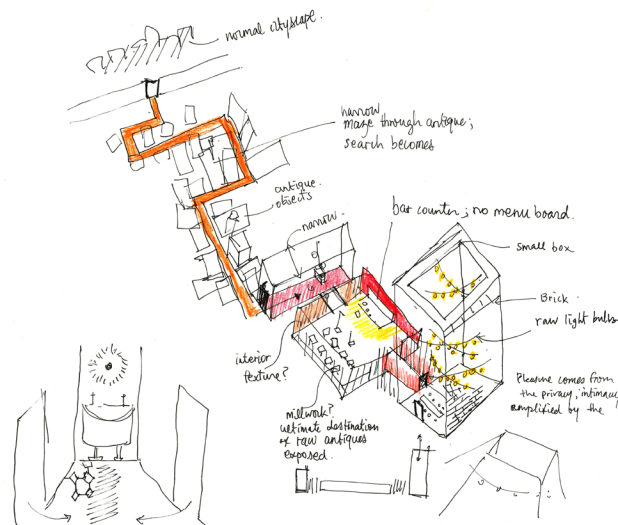 normal cityscape.
narrow
maze through antique;
search becomes
antique
objects
narrow.
bar counter; no menu board.
small box
Brick.
raw light bulbs
interior
texture?
Pleasure comes from
the privacy, intimacy
amplified by the
millwork?
ultimate destination
of raw antiques
exposed.